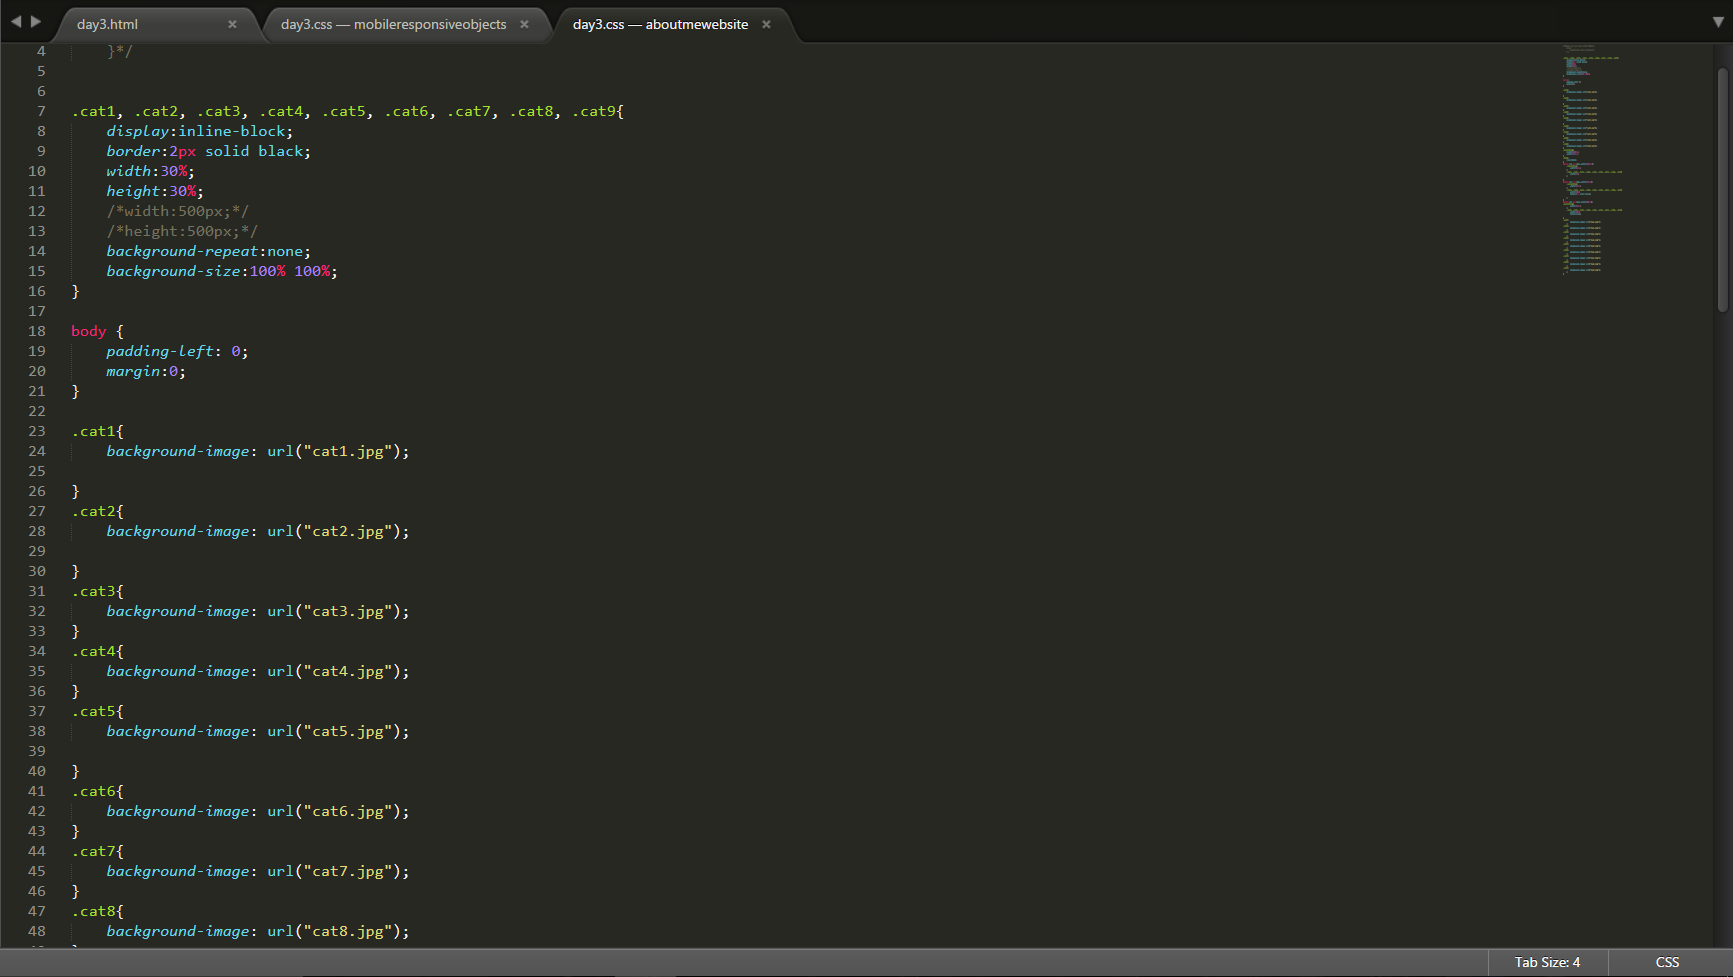 day3.html × day3.css — mobileresponsiveobjects × day3.css — aboutmewebsite ×
4 }*/
5
6
7 .cat1, .cat2, .cat3, .cat4, .cat5, .cat6, .cat7, .cat8, .cat9{
8 display:inline-block;
9 border:2px solid black;
10 width:30%;
11 height:30%;
12 /*width:500px;*/
13 /*height:500px;*/
14 background-repeat:none;
15 background-size:100% 100%;
16 }
17
18 body {
19 padding-left: 0;
20 margin:0;
21 }
22
23 .cat1{
24 background-image: url("cat1.jpg");
25
26 }
27 .cat2{
28 background-image: url("cat2.jpg");
29
30 }
31 .cat3{
32 background-image: url("cat3.jpg");
33 }
34 .cat4{
35 background-image: url("cat4.jpg");
36 }
37 .cat5{
38 background-image: url("cat5.jpg");
39
40 }
41 .cat6{
42 background-image: url("cat6.jpg");
43 }
44 .cat7{
45 background-image: url("cat7.jpg");
46 }
47 .cat8{
48 background-image: url("cat8.jpg");
Tab Size: 4 CSS